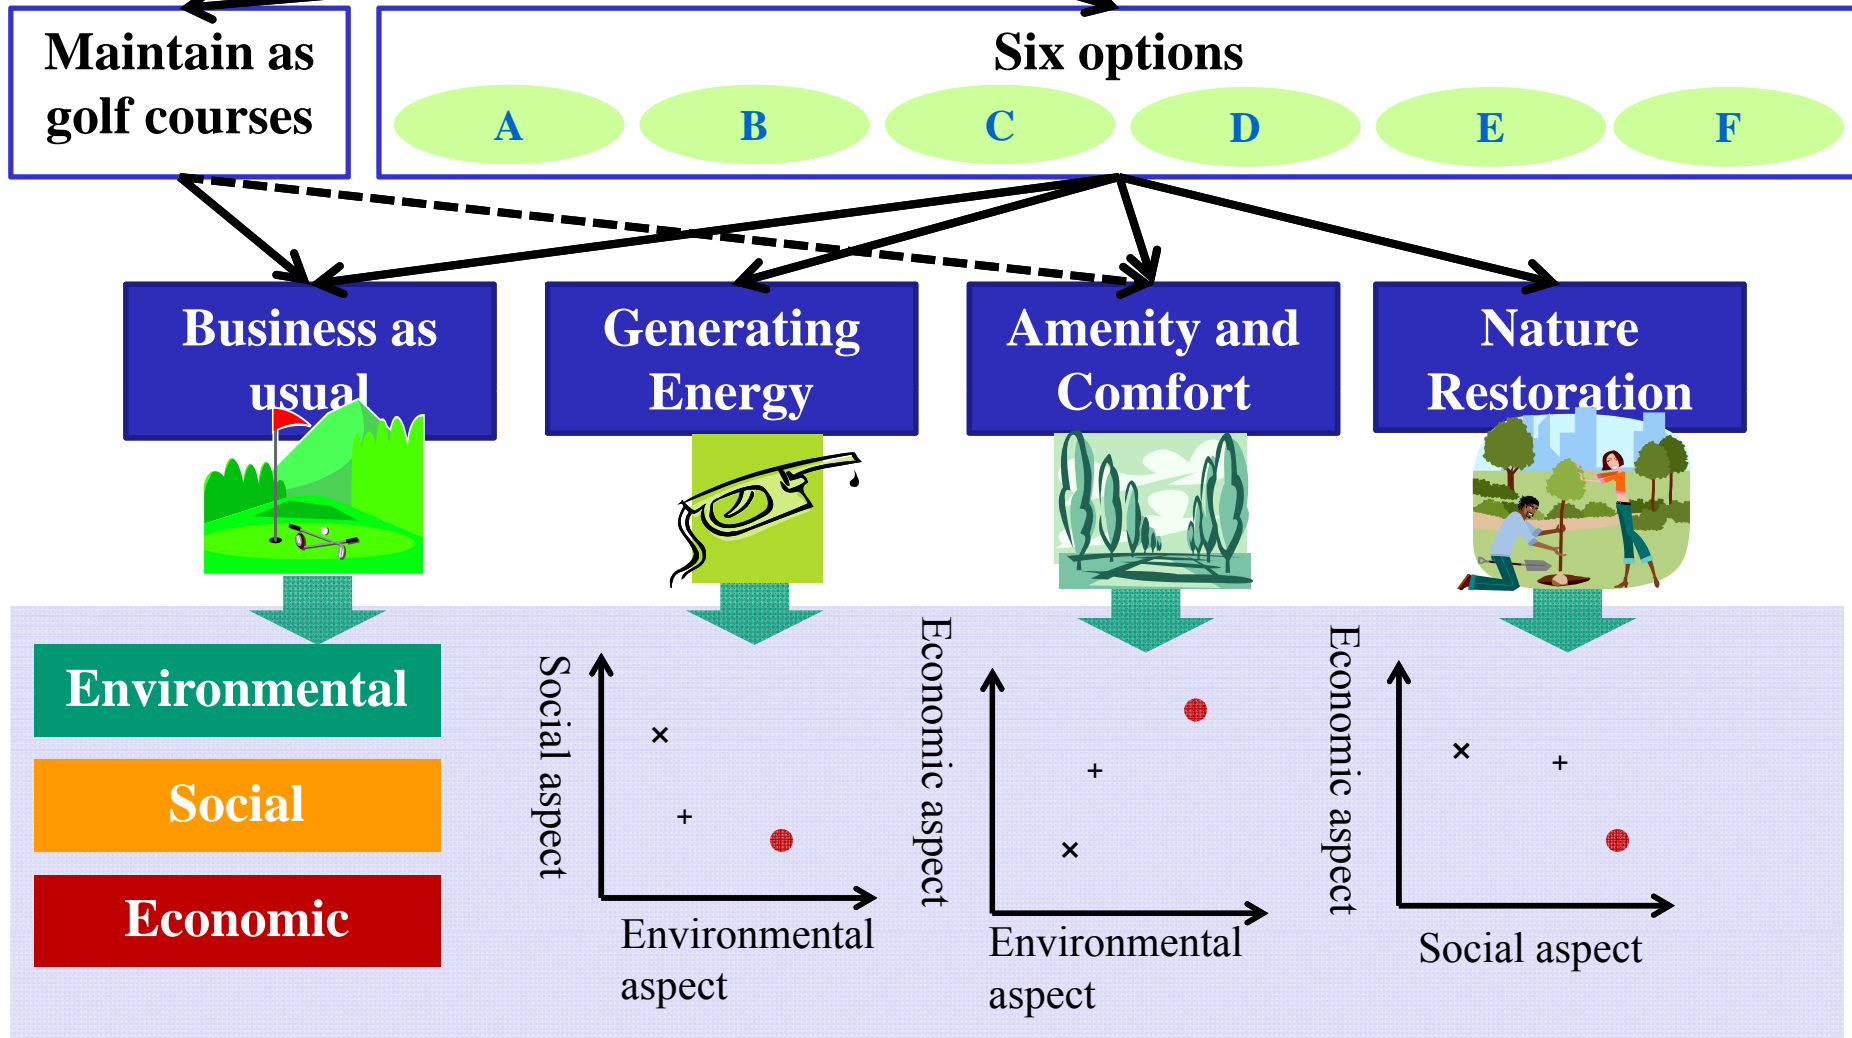 Maintain as
golf courses
Six options
A B C D E F
Business as
usual
Generating
Energy
Amenity and
Comfort
Nature
Restoration
Environmental
Social
Economic
Social aspect
×
+
Environmental
aspect
Economic aspect
+
×
Environmental
aspect
Economic aspect
×
+
Social aspect